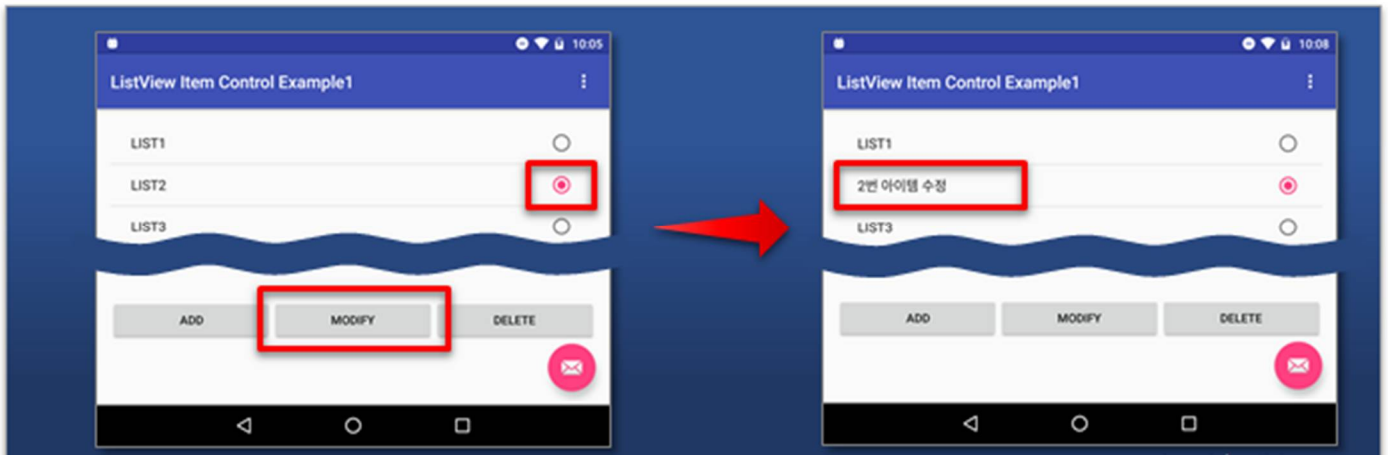 10:05
ListView Item Control Example1
LIST1
LIST2
LIST3
ADD MODIFY DELETE
10:08
ListView Item Control Example1
LIST1
2번 아이템 수정
LIST3
ADD MODIFY DELETE